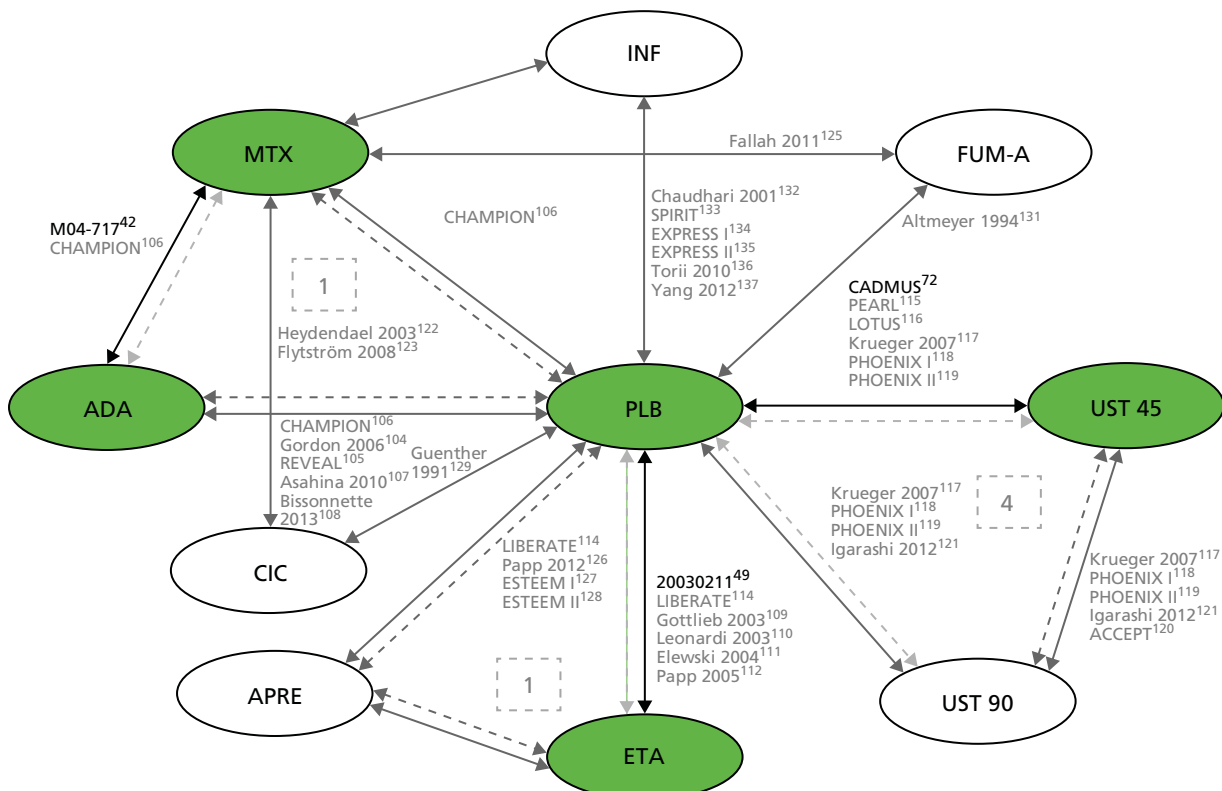 INF
MTX
Fallah 2011125
FUM-A
M04-71742
CHAMPION106
CHAMPION106
Chaudhari 2001132
SPIRIT133
EXPRESS I134
EXPRESS II135
Torii 2010136
Yang 2012137
Altmeyer 1994131
1
Heydendael 2003122
Flytström 2008123
CADMUS72
PEARL115
LOTUS116
Krueger 2007117
PHOENIX I118
PHOENIX II119
ADA
PLB
UST 45
CHAMPION106
Gordon 2006104
REVEAL105
Asahina 2010107
Bissonnette
2013108
Guenther
1991129
Krueger 2007117
PHOENIX I118
PHOENIX II119
Igarashi 2012121
4
CIC
LIBERATE114
Papp 2012126
ESTEEM I127
ESTEEM II128
2003021149
LIBERATE114
Gottlieb 2003109
Leonardi 2003110
Elewski 2004111
Papp 2005112
Krueger 2007117
PHOENIX I118
PHOENIX II119
Igarashi 2012121
ACCEPT120
APRE
1
UST 90
ETA